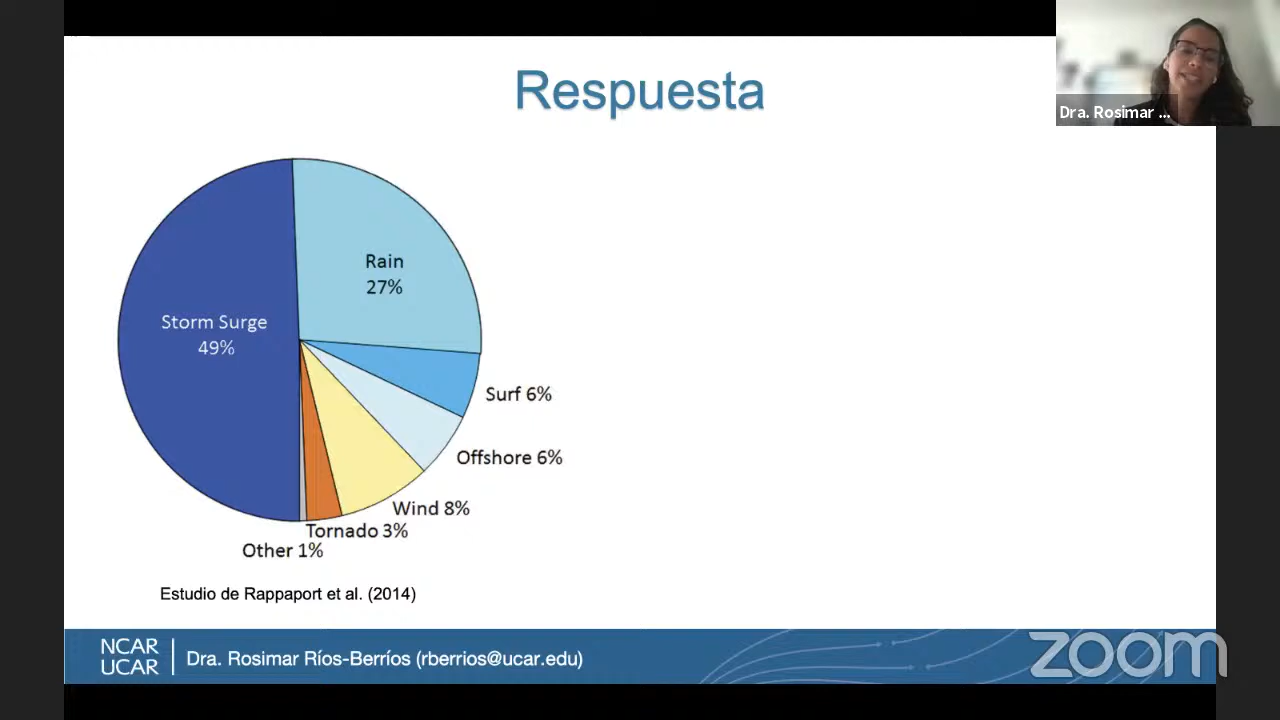 Respuesta
Dra. Rosimar ...
Rain
27%
Storm Surge
49%
Surf 6%
Offshore 6%
Wind 8%
Tornado 3%
Other 1%
Estudio de Rappaport et al. (2014)
NCAR
UCAR
Dra. Rosimar Ríos-Berríos (rberrios@ucar.edu)
zoom